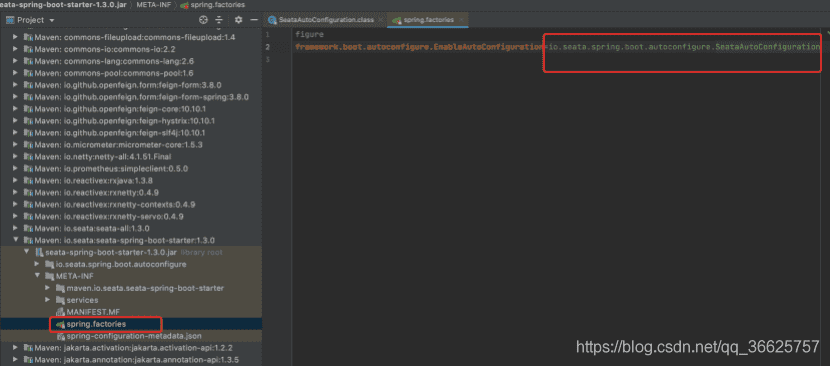 eata-spring-boot-starter-1.3.0.jar META-INF spring.factories
Project
SeataAutoConfiguration.class
spring.factories
Maven: commons-fileupload:commons-fileupload:1.4
Maven: commons-io:commons-io:2.2
Maven: commons-lang:commons-lang:2.6
Maven: commons-pool:commons-pool:1.6
Maven: io.github.openfeign.form:feign-form:3.8.0
Maven: io.github.openfeign.form:feign-form-spring:3.8.0
Maven: io.github.openfeign:feign-core:10.10.1
Maven: io.github.openfeign:feign-hystrix:10.10.1
Maven: io.github.openfeign:feign-slf4j:10.10.1
Maven: io.micrometer:micrometer-core:1.5.3
Maven: io.netty:netty-all:4.1.51.Final
Maven: io.prometheus:simpleclient:0.5.0
Maven: io.reactivex:rxjava:1.3.8
Maven: io.reactivex:rxnetty:0.4.9
Maven: io.reactivex:rxnetty-contexts:0.4.9
Maven: io.reactivex:rxnetty-servo:0.4.9
Maven: io.seata:seata-all:1.3.0
Maven: io.seata:seata-spring-boot-starter:1.3.0
seata-spring-boot-starter-1.3.0.jar library root
io.seata.spring.boot.autoconfigure
META-INF
maven.io.seata.seata-spring-boot-starter
services
MANIFEST.MF
spring.factories
spring-configuration-metadata.json
Maven: jakarta.activation:jakarta.activation-api:1.2.2
Maven: jakarta.annotation:jakarta.annotation-api:1.3.5
1 figure
2 framework.boot.autoconfigure.EnableAutoConfiguration=io.seata.spring.boot.autoconfigure.SeataAutoConfiguration
3
https://blog.csdn.net/qq_36625757